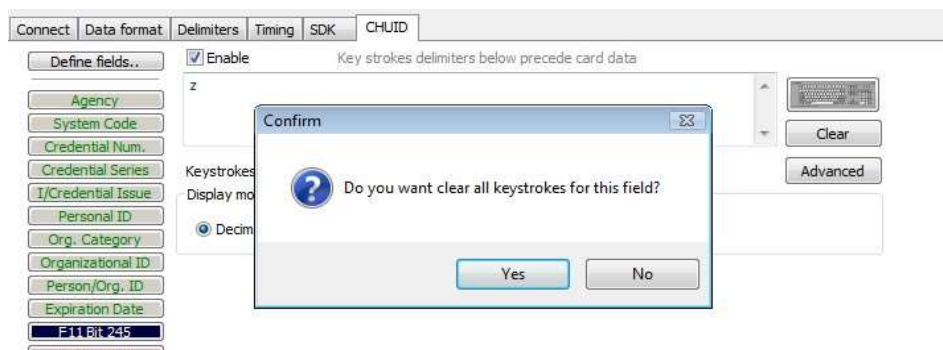 Connect Data format Delimiters Timing SDK CHUID
Define fields..
Enable
Key strokes delimiters below precede card data
Agency
z
System Code
Confirm
Clear
Credential Num.
Credential Series
Keystrokes
Do you want clear all keystrokes for this field?
Advanced
I/Credential Issue
Display mo
Personal ID
Decim
Org. Category
Organizational ID
Yes
No
Person/Org. ID
Expiration Date
F11 Bit 245